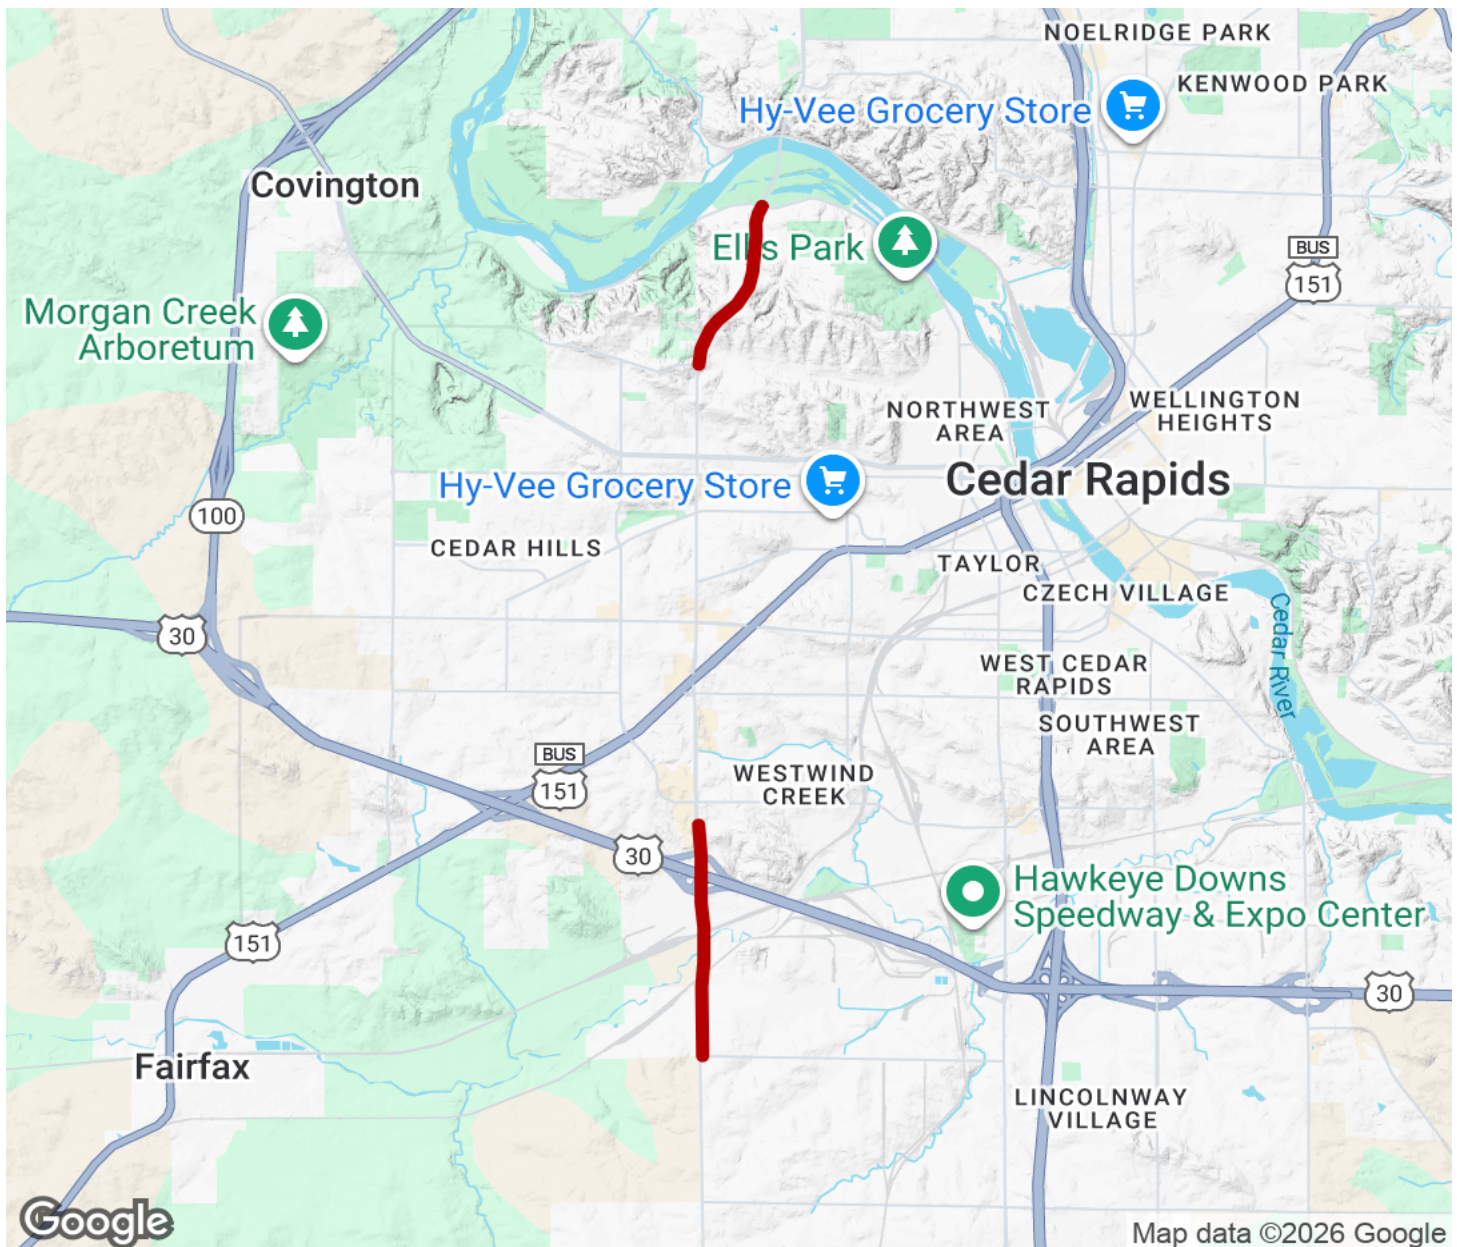 NOELRIDGE PARK
KENWOOD PARK
Hy-Vee Grocery Store
Covington
Ellis Park
BUS
151
Morgan Creek
Arboretum
WELLINGTON
HEIGHTS
NORTHWEST
AREA
Cedar Rapids
Hy-Vee Grocery Store
100
CEDAR HILLS
TAYLOR
CZECH VILLAGE
Cedar River
30
WEST CEDAR
RAPIDS
SOUTHWEST
AREA
BUS
151
WESTWIND
CREEK
30
Hawkeye Downs
Speedway & Expo Center
151
30
Fairfax
LINCOLNWAY
VILLAGE
Google
Map data ©2026 Google